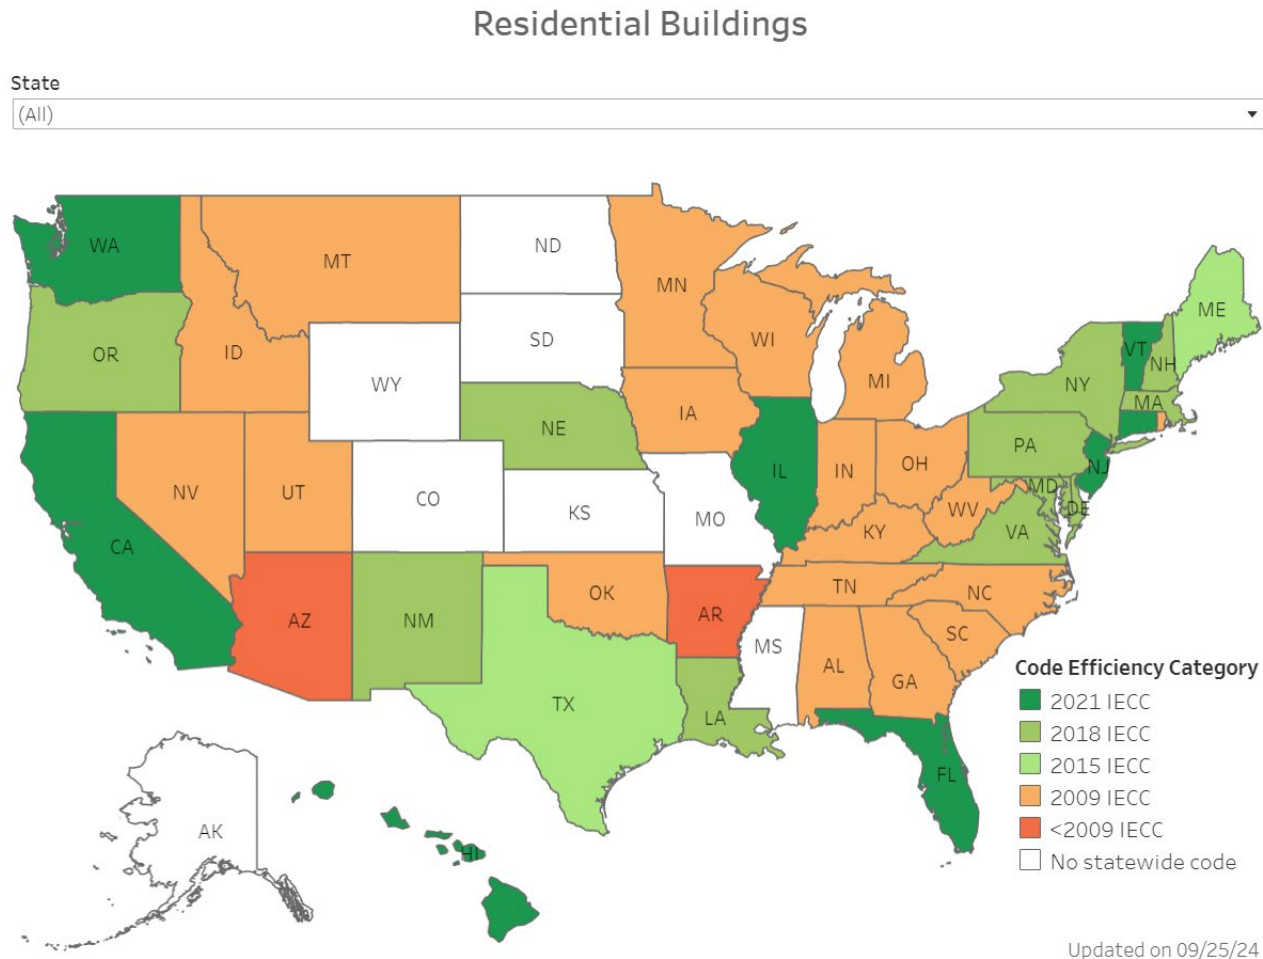 Residential Buildings
State
(All)
WA
MT
ND
MN
ME
OR
ID
SD
WI
VT
NH
WY
MI
NY
MA
IA
NE
PA
NJ
IL
IN
OH
NV
UT
CO
MD
DE
KS
MO
WV
VA
KY
CA
TN
NC
OK
AZ
NM
AR
SC
MS
AL
GA
TX
LA
FL
AK
HI
Code Efficiency Category
2021 IECC
2018 IECC
2015 IECC
2009 IECC
<2009 IECC
No statewide code
Updated on 09/25/24